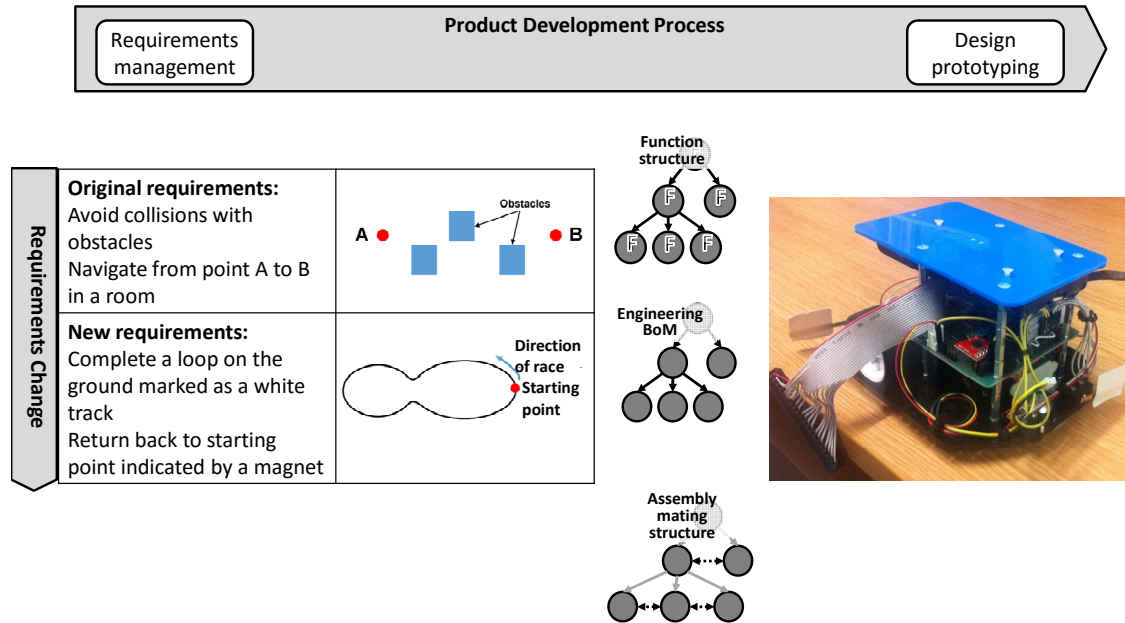 Product Development Process
Requirements
management
Design
prototyping
Requirements Change
Original requirements:
Avoid collisions with
obstacles
Navigate from point A to B
in a room
Obstacles
A
B
New requirements:
Complete a loop on the
ground marked as a white
track
Return back to starting
point indicated by a magnet
Direction
of race
Starting
point
Function
structure
F
F
F
F
F
Engineering
BoM
Assembly
mating
structure